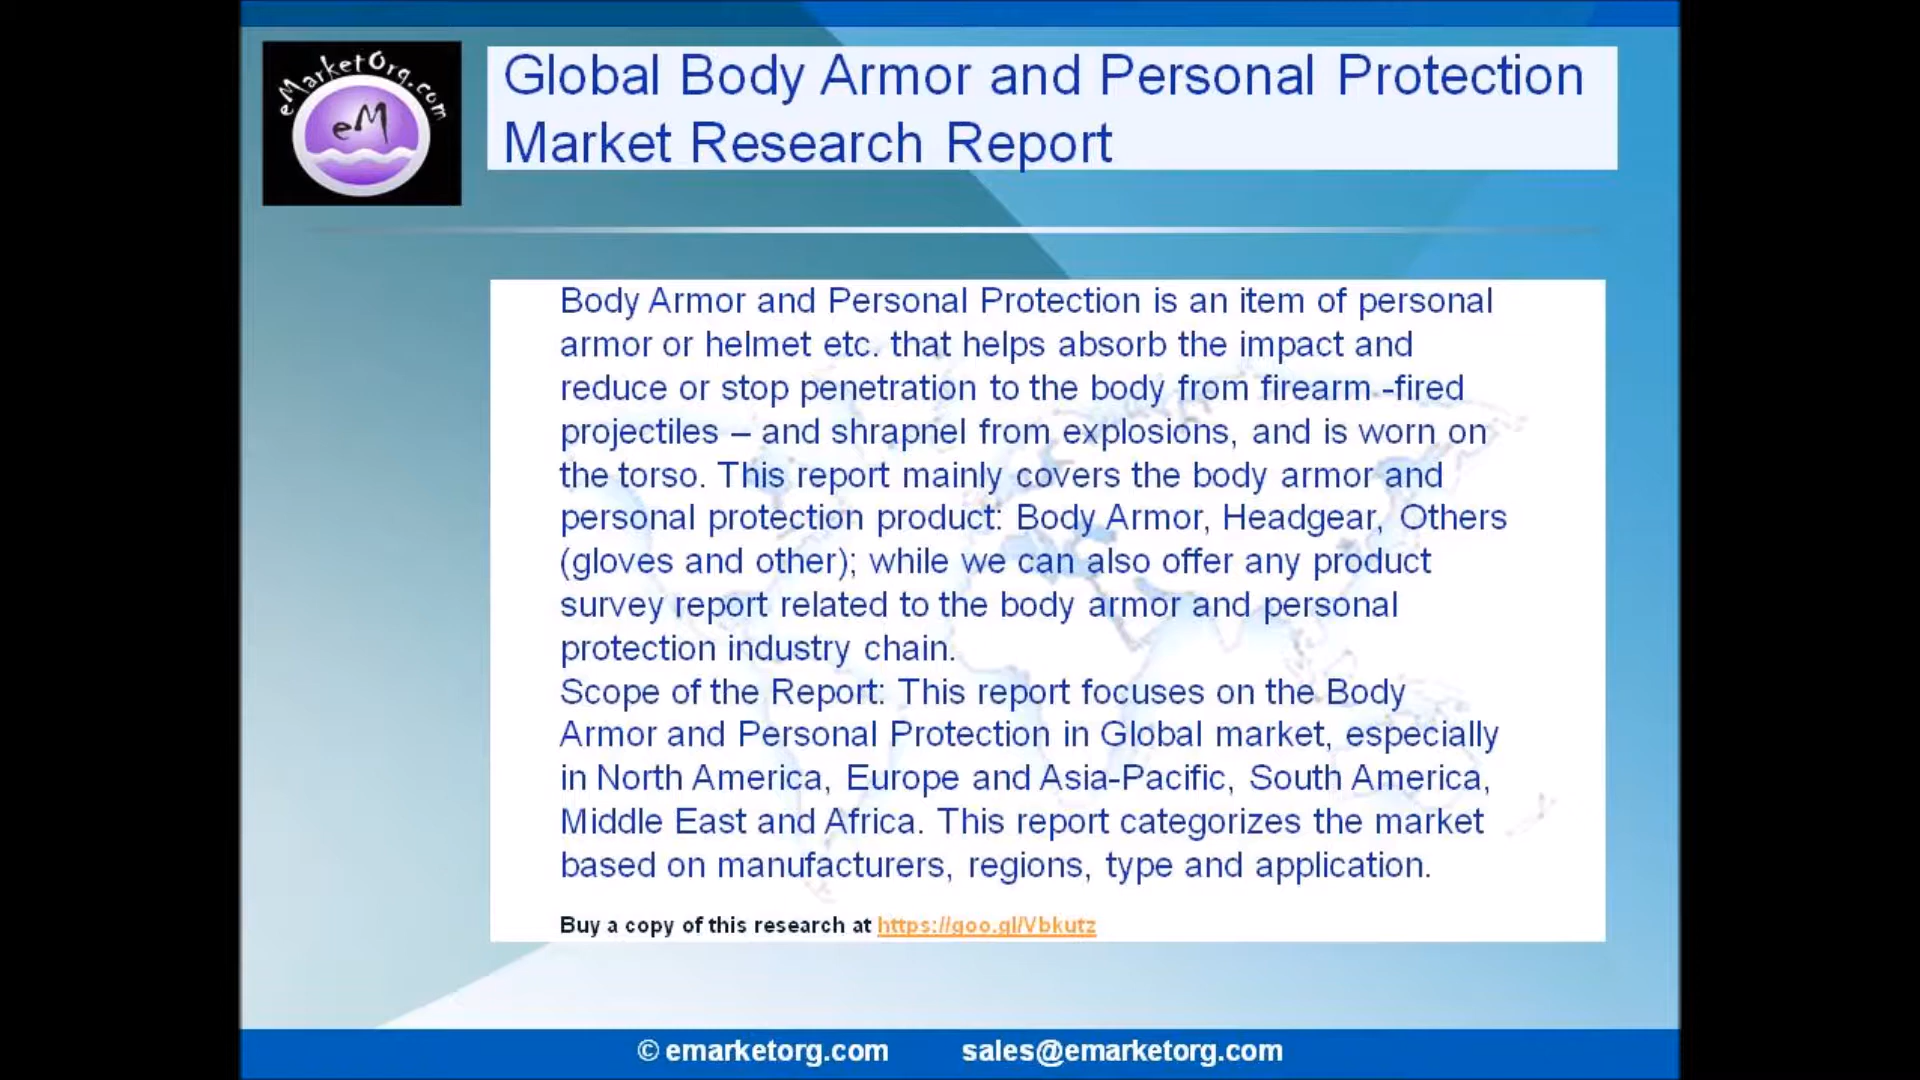 eMarketOrg.com
eM
Global Body Armor and Personal Protection
Market Research Report
Body Armor and Personal Protection is an item of personal
armor or helmet etc. that helps absorb the impact and
reduce or stop penetration to the body from firearm -fired
projectiles – and shrapnel from explosions, and is worn on
the torso. This report mainly covers the body armor and
personal protection product: Body Armor, Headgear, Others
(gloves and other); while we can also offer any product
survey report related to the body armor and personal
protection industry chain.
Scope of the Report: This report focuses on the Body
Armor and Personal Protection in Global market, especially
in North America, Europe and Asia-Pacific, South America,
Middle East and Africa. This report categorizes the market
based on manufacturers, regions, type and application.
Buy a copy of this research at https://goo.gl/Vbkutz
© emarketorg.com sales@emarketorg.com